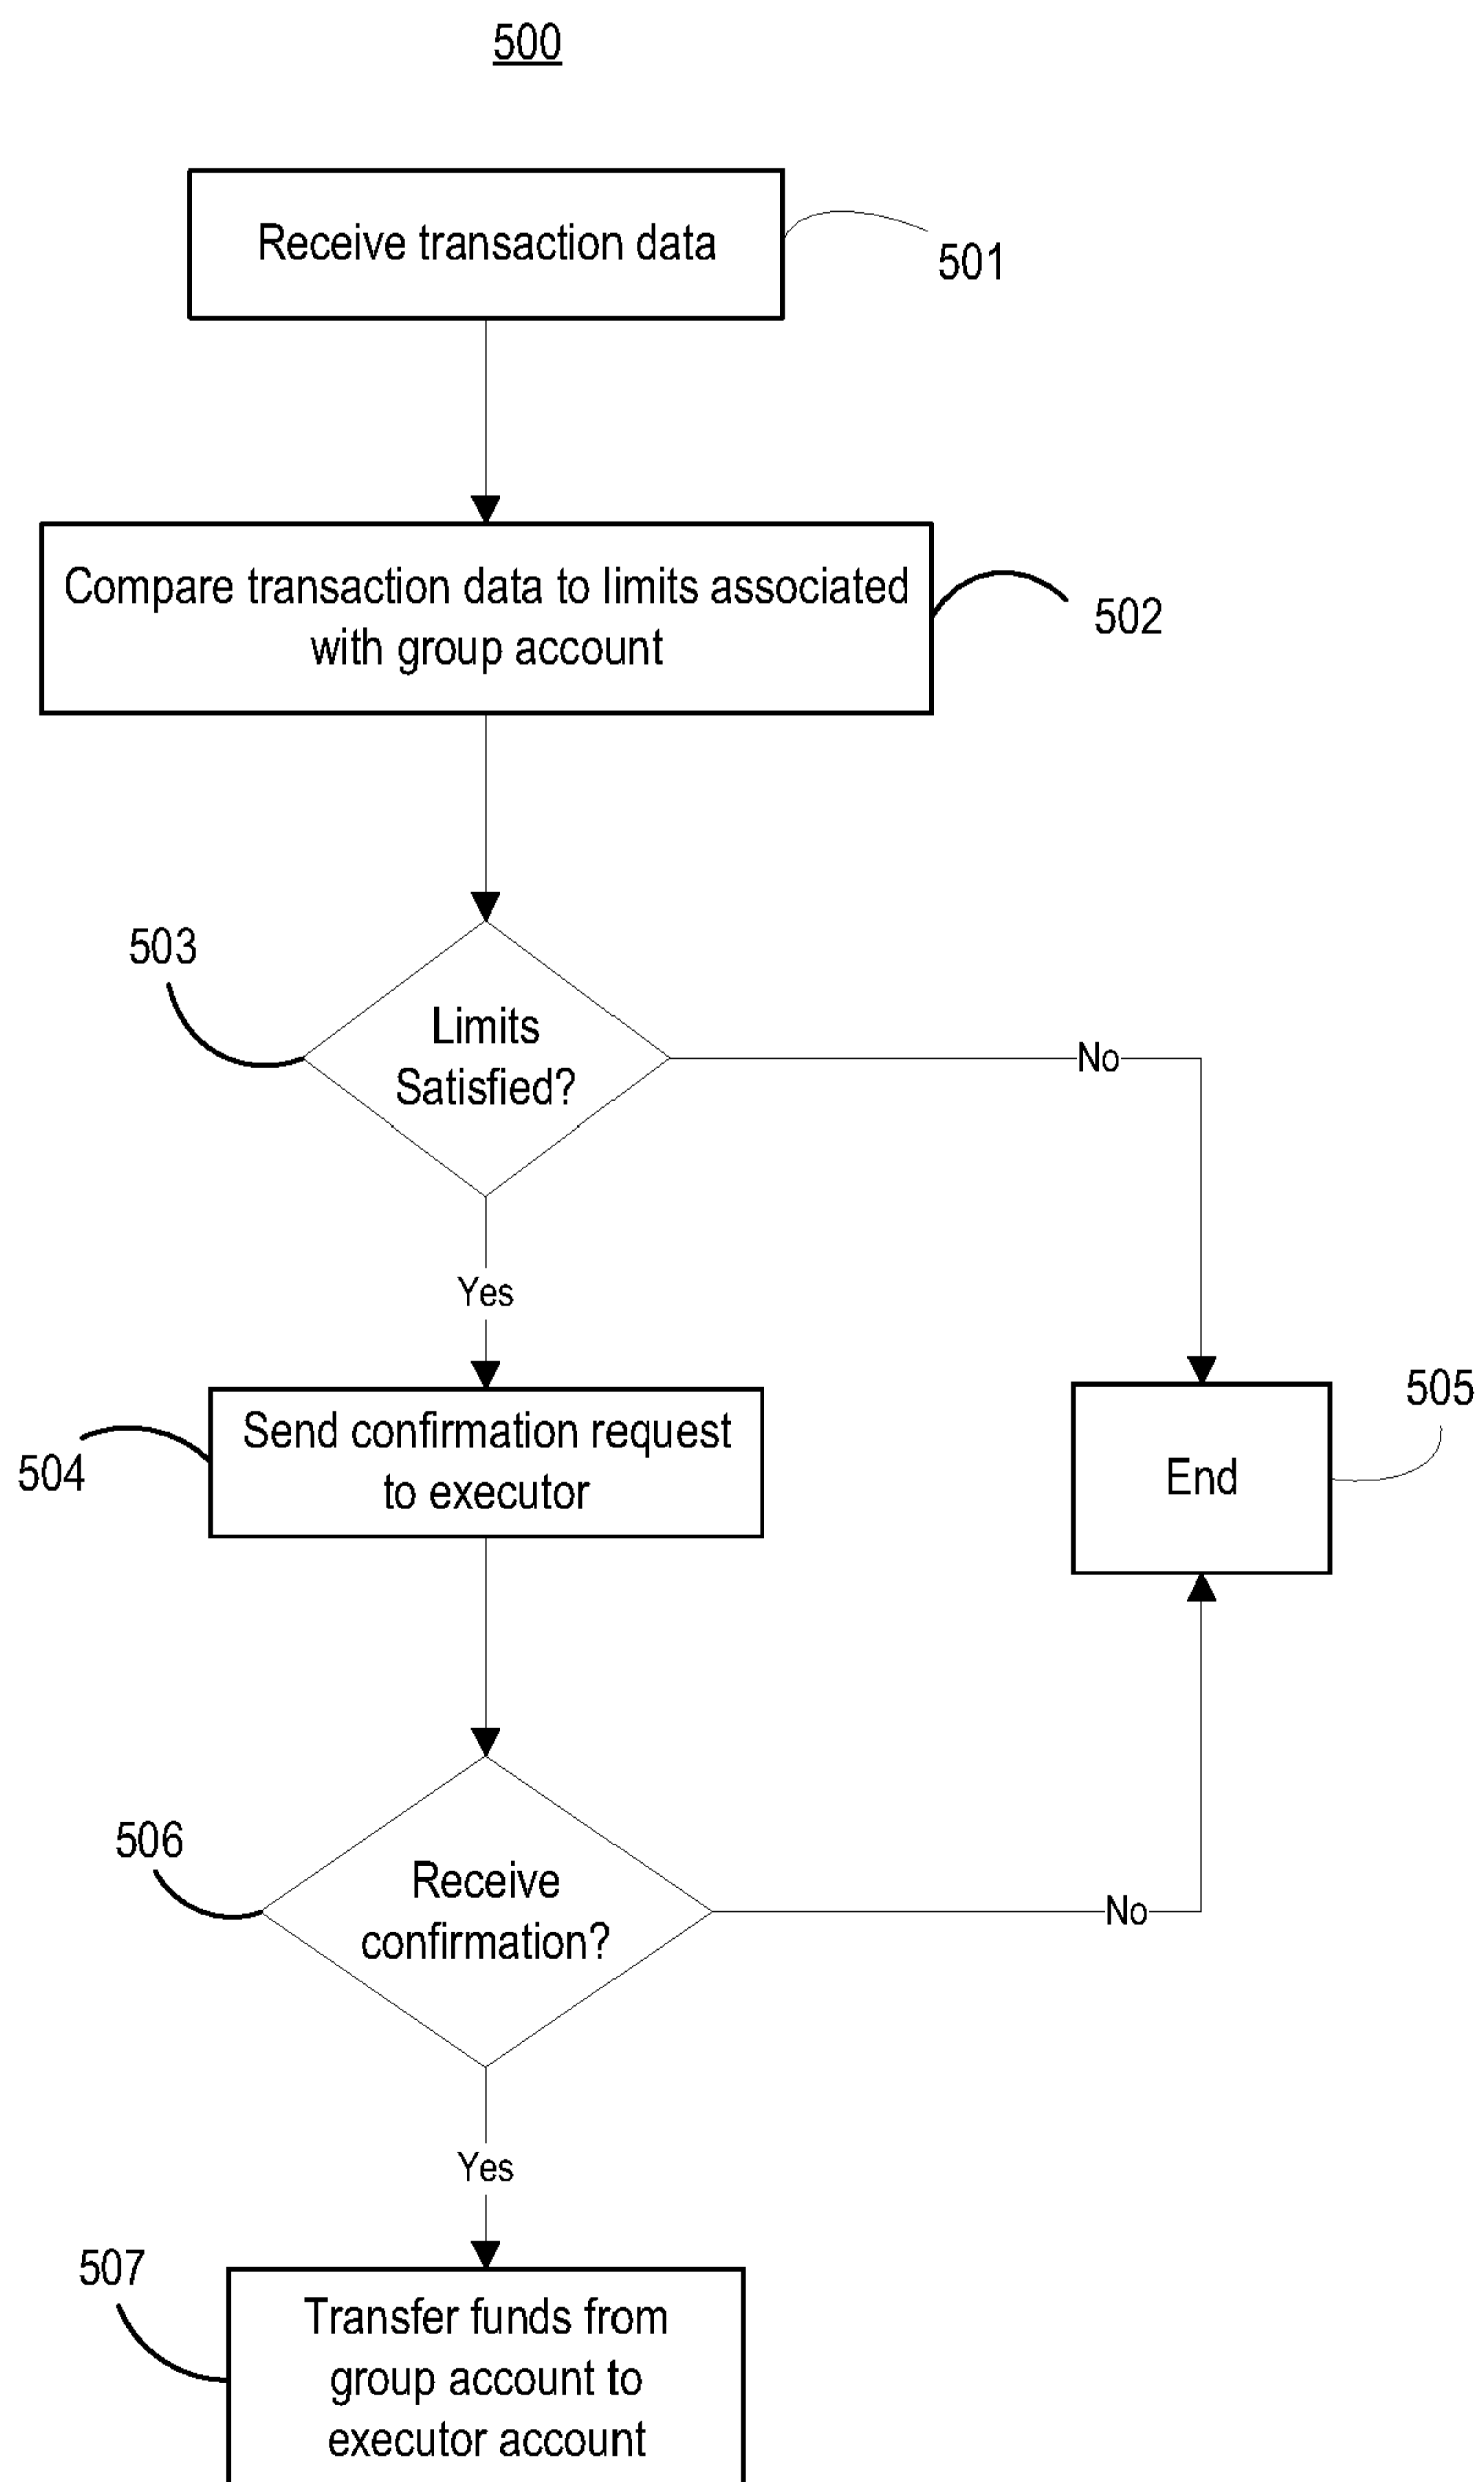 500
Receive transaction data
501
Compare transaction data to limits associated
with group account
502
503
Limits
Satisfied?
No
Yes
Send confirmation request
to executor
504
End
505
506
Receive
confirmation?
No
Yes
507
Transfer funds from
group account to
executor account